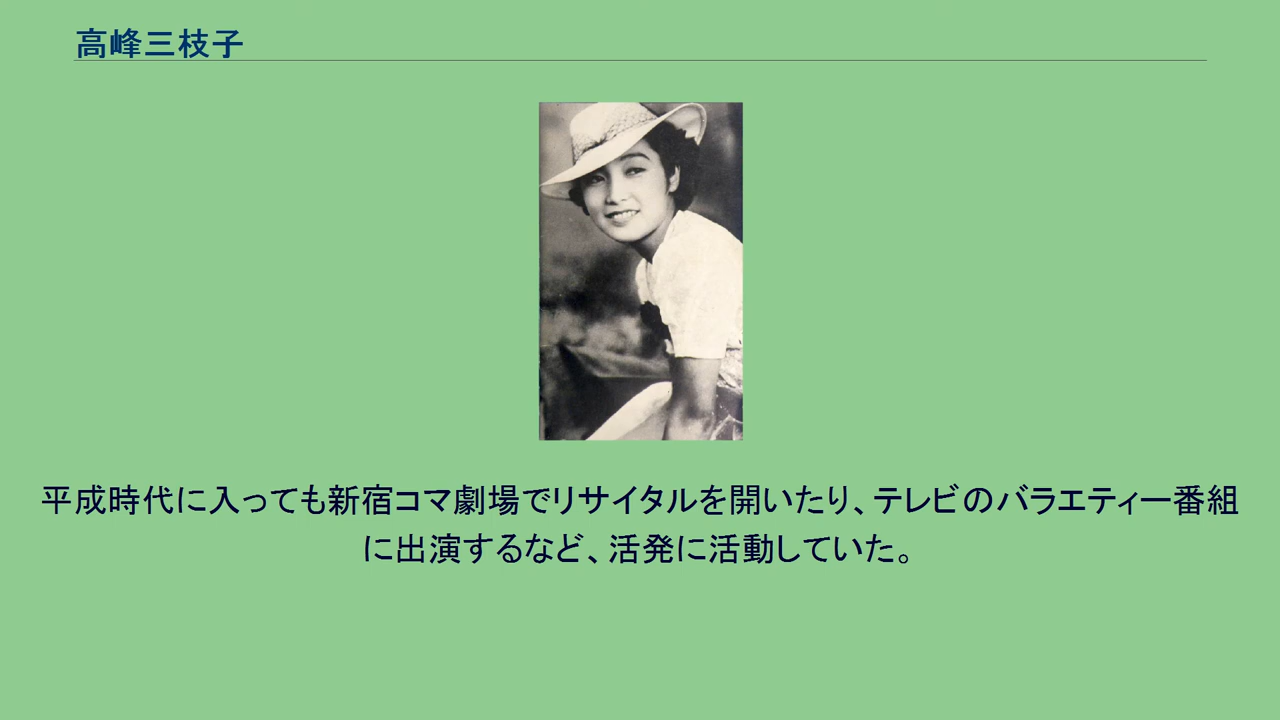 高峰三枝子
平成時代に入っても新宿コマ劇場でリサイタルを開いたり、テレビのバラエティー番組
に出演するなど、活発に活動していた。